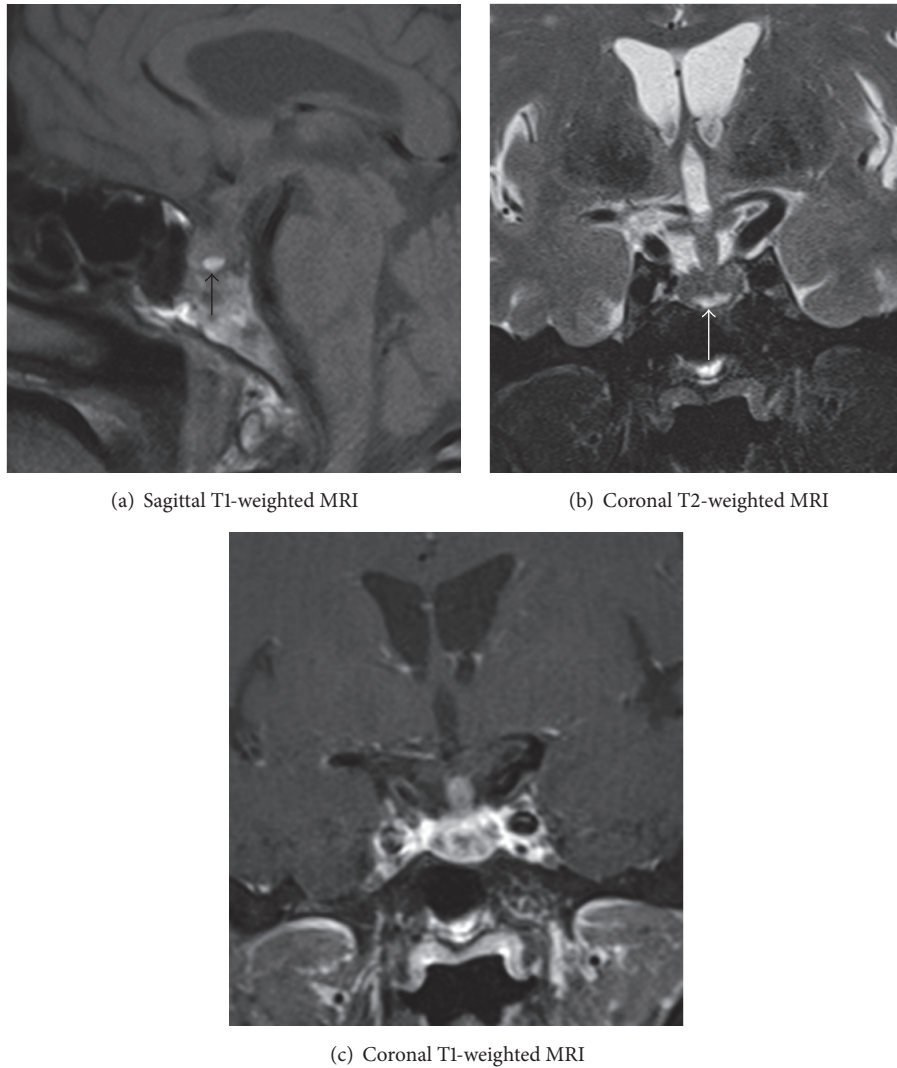 (a) Sagittal T1-weighted MRI
(b) Coronal T2-weighted MRI
(c) Coronal T1-weighted MRI